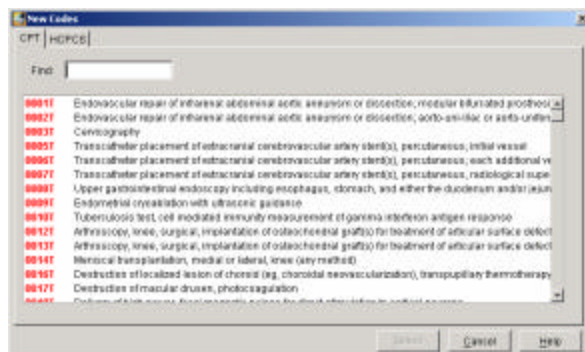 New Codes
CPT HCPCS
Find:
0001T Endovascular repair of infrarenal abdominal aortic aneurysm or dissection; modular bifurcated prosthesi
0002T Endovascular repair of infrarenal abdominal aortic aneurysm or dissection; aorto-uni-iliac or aorto-unifem
0003T Cervicography
0005T Transcatheter placement of extracranial cerebrovascular artery stent(s), percutaneous; initial vessel
0006T Transcatheter placement of extracranial cerebrovascular artery stent(s), percutaneous; each additional ve
0007T Transcatheter placement of extracranial cerebrovascular artery stent(s), percutaneous, radiological supe
0008T Upper gastrointestinal endoscopy including esophagus, stomach, and either the duodenum and/or jejun
0009T Endometrial cryoablation with ultrasonic guidance
0010T Tuberculosis test, cell mediated immunity measurement of gamma interferon antigen response
0012T Arthroscopy, knee, surgical, implantation of osteochondral graft(s) for treatment of articular surface defect
0013T Arthroscopy, knee, surgical, implantation of osteochondral graft(s) for treatment of articular surface defect
0014T Meniscal transplantation, medial or lateral, knee (any method)
0016T Destruction of localized lesion of choroid (eg, choroidal neovascularization), transpupillary thermotherapy
0017T Destruction of macular drusen, photocoagulation
Select Cancel Help